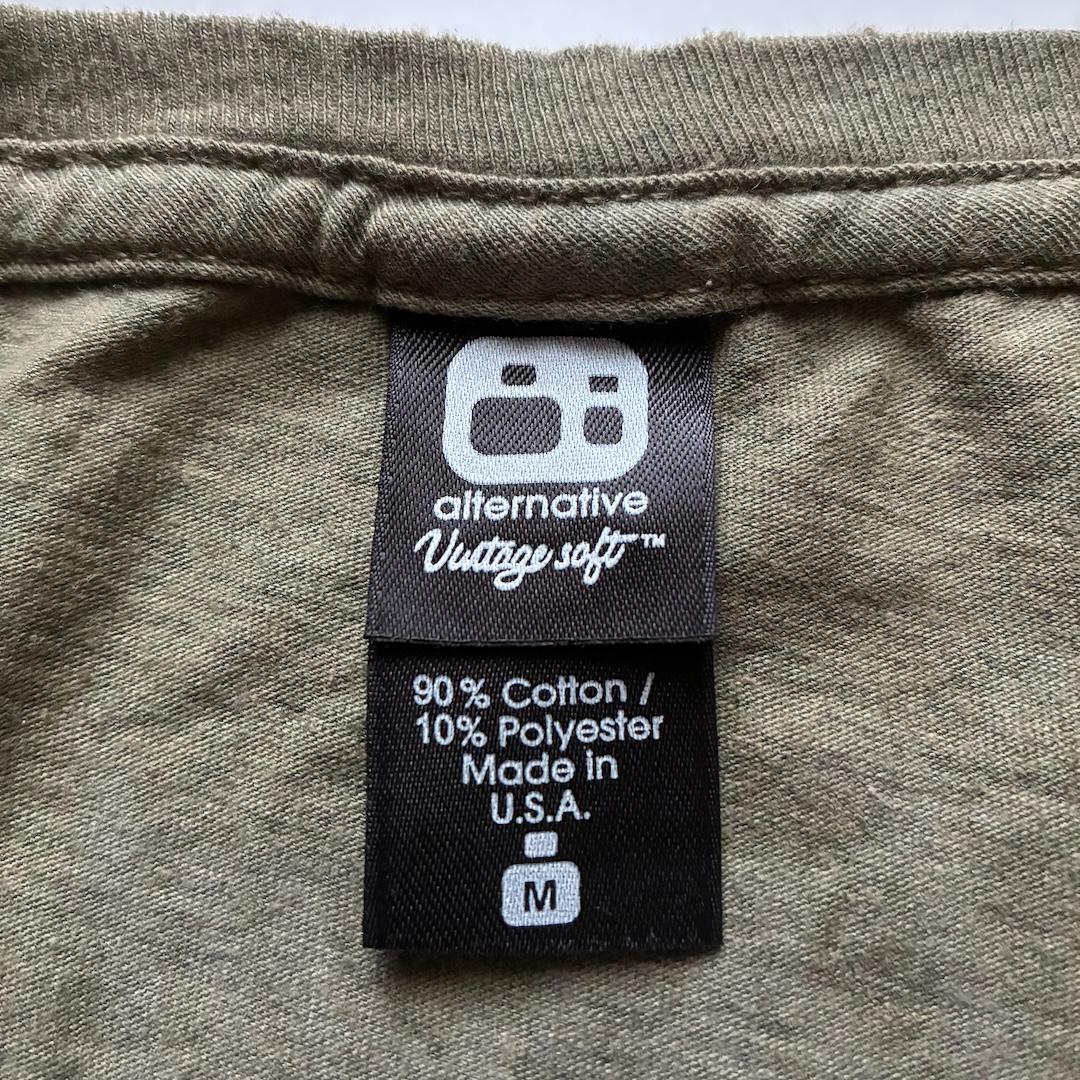 alternative
Vintage soft™
90% Cotton /
10% Polyester
Made in
U.S.A.
M